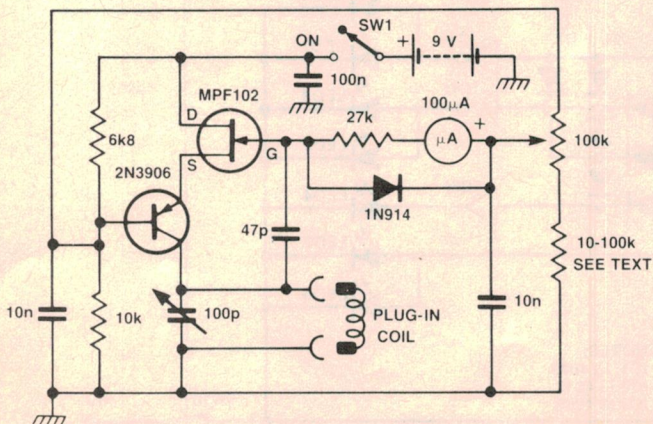 SW1
ON
+
9 V
100n
MPF102
100µA
D
27k
+
µA
100k
6k8
S
G
2N3906
1N914
47p
10-100k
SEE TEXT
10n
10k
100p
PLUG-IN
COIL
10n